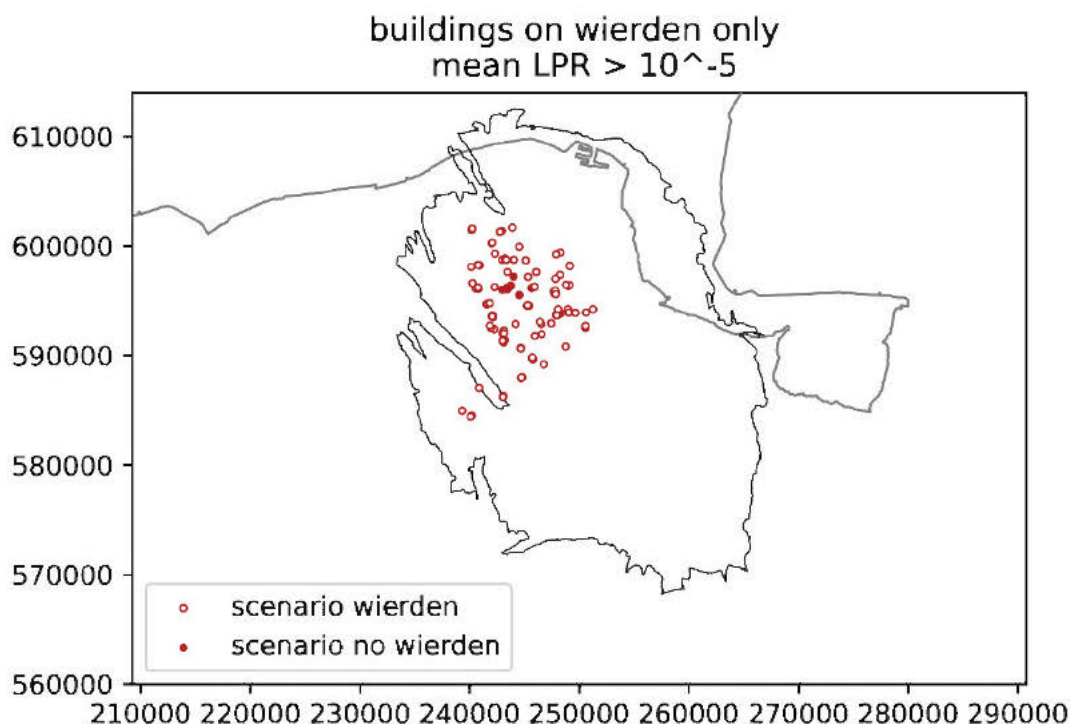 buildings on wierden only
mean LPR > 10^-5
610000
600000
590000
580000
570000
560000
scenario wierden
scenario no wierden
210000 220000 230000 240000 250000 260000 270000 280000 290000